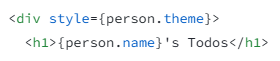 <div style={person.theme}>
<h1>{person.name}'s Todos</h1>